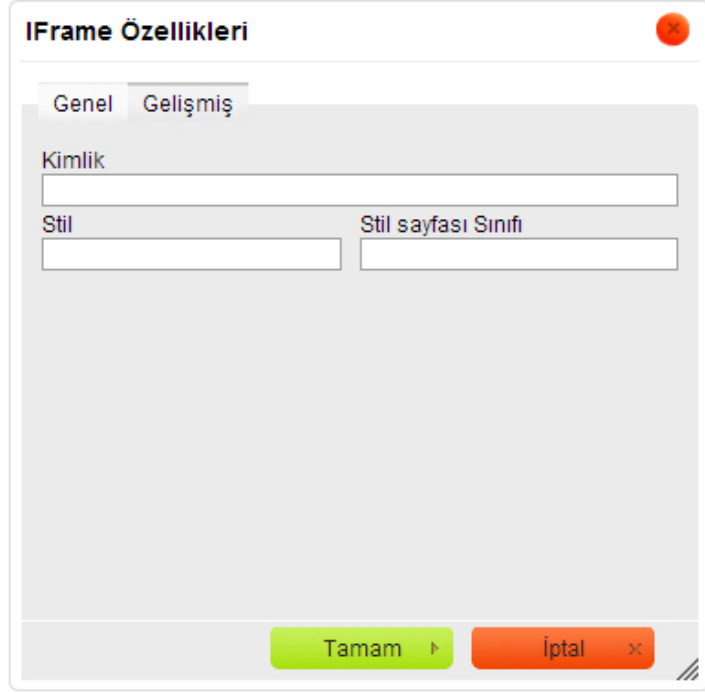 IFrame Özellikleri
Genel Gelişmiş
Kimlik
Stil Stil sayfası Sınıfı
Tamam İptal